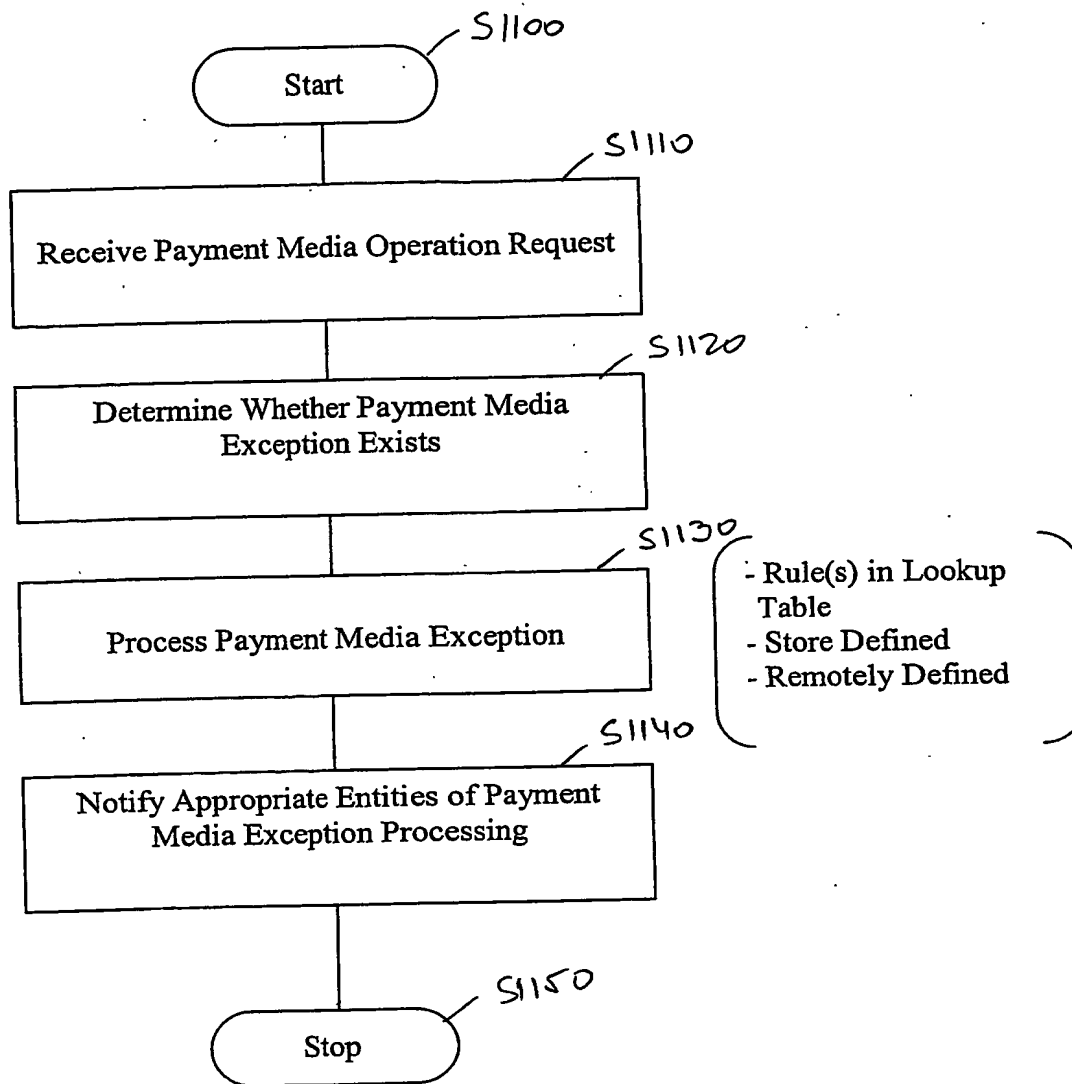 S1100
Start
S1110
Receive Payment Media Operation Request
S1120
Determine Whether Payment Media
Exception Exists
S1130
Process Payment Media Exception
- Rule(s) in Lookup
Table
- Store Defined
- Remotely Defined
S1140
Notify Appropriate Entities of Payment
Media Exception Processing
S1150
Stop